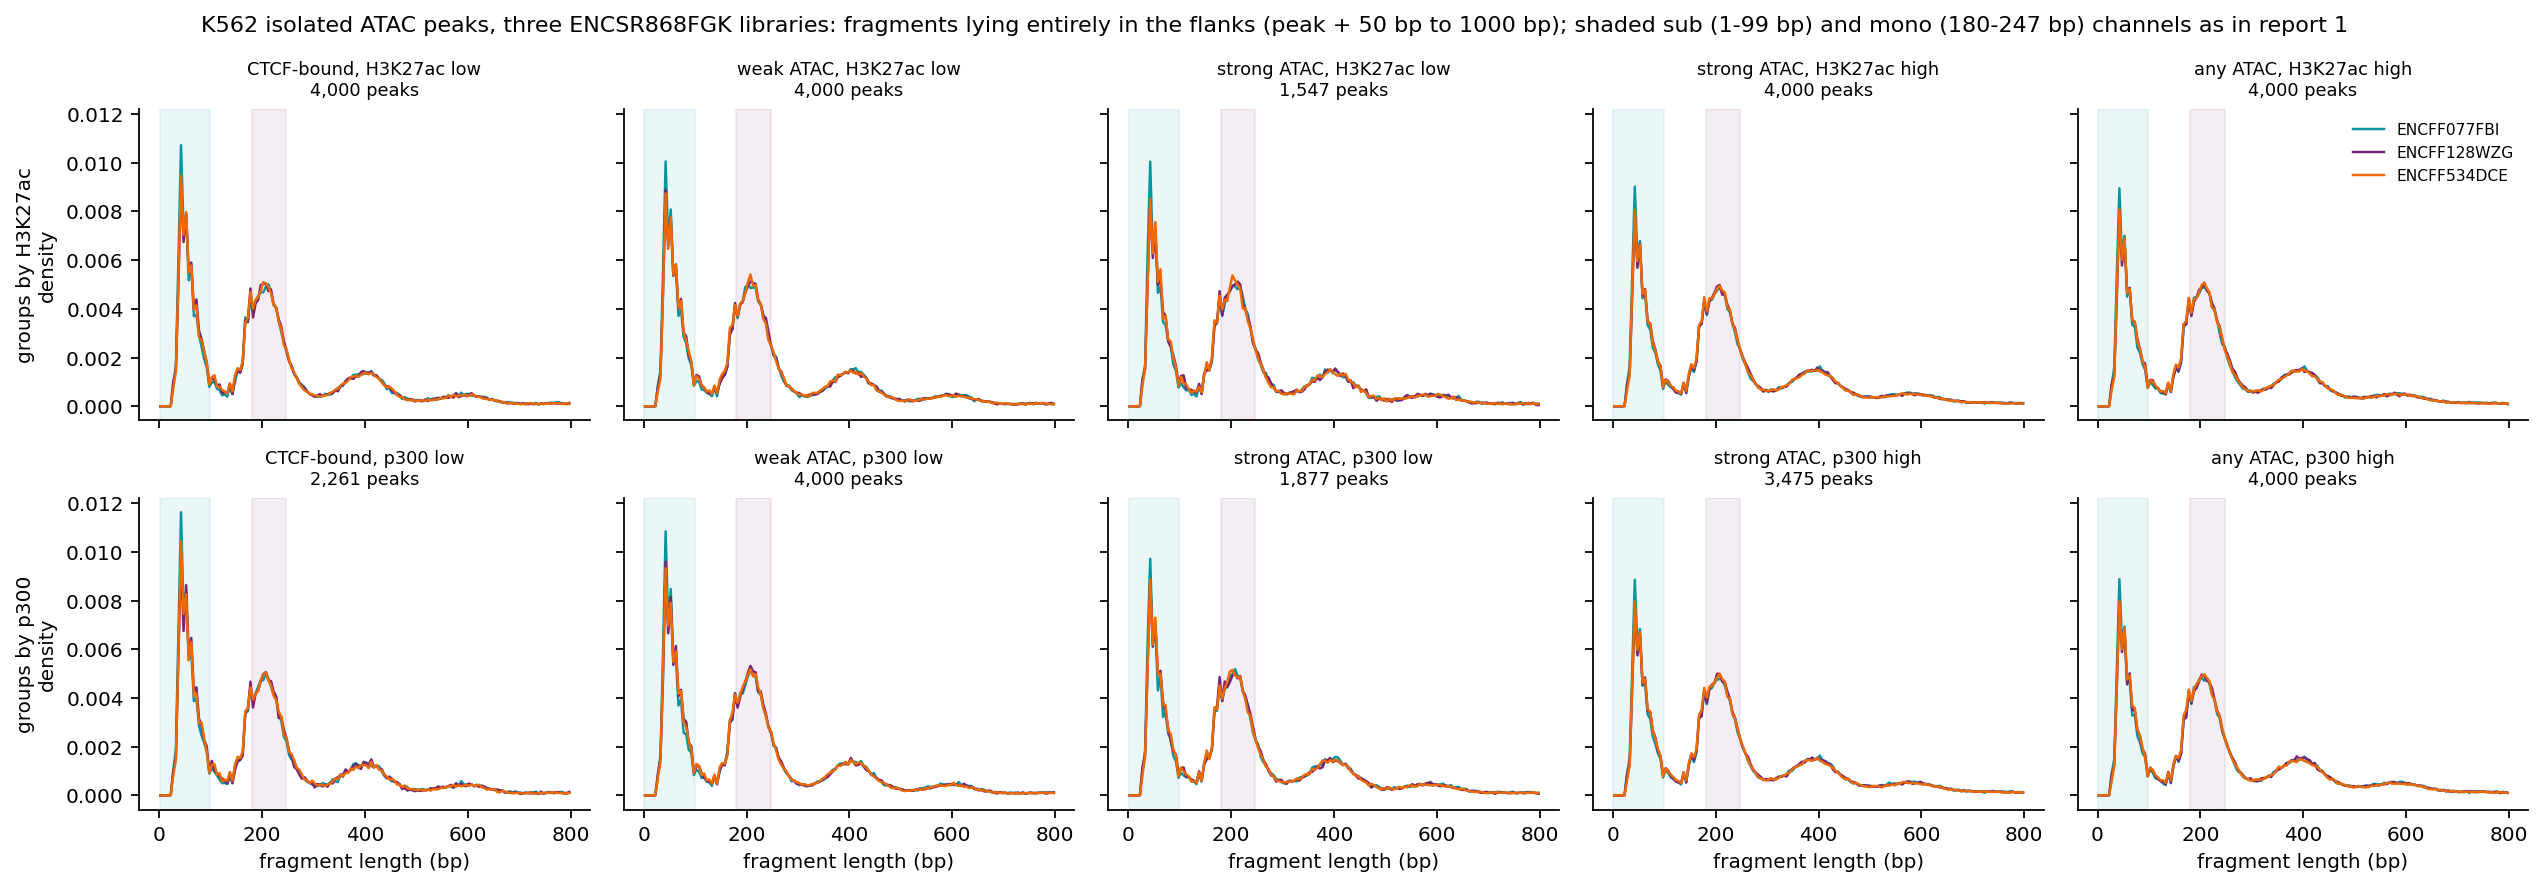 K562 isolated ATAC peaks, three ENCSR868FGK libraries: fragments lying entirely in the flanks (peak + 50 bp to 1000 bp); shaded sub (1-99 bp) and mono (180-247 bp) channels as in report 1
CTCF-bound, H3K27ac low
4,000 peaks
weak ATAC, H3K27ac low
4,000 peaks
strong ATAC, H3K27ac low
1,547 peaks
strong ATAC, H3K27ac high
4,000 peaks
any ATAC, H3K27ac high
4,000 peaks
groups by H3K27ac
density
0.012
0.010
0.008
0.006
0.004
0.002
0.000
ENCFF077FBI
ENCFF128WZG
ENCFF534DCE
CTCF-bound, p300 low
2,261 peaks
weak ATAC, p300 low
4,000 peaks
strong ATAC, p300 low
1,877 peaks
strong ATAC, p300 high
3,475 peaks
any ATAC, p300 high
4,000 peaks
groups by p300
density
0.012
0.010
0.008
0.006
0.004
0.002
0.000
0 200 400 600 800
0 200 400 600 800
0 200 400 600 800
0 200 400 600 800
0 200 400 600 800
fragment length (bp)
fragment length (bp)
fragment length (bp)
fragment length (bp)
fragment length (bp)